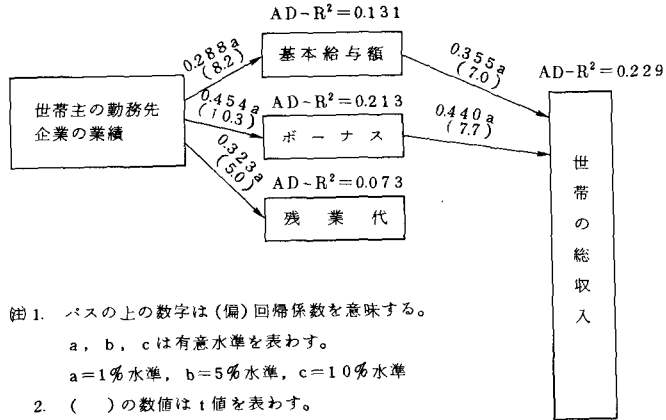 AD-R²=0.131
0.288a
(8.2)
基本給与額
0.355a
(7.0)
AD-R²=0.229
世帯主の勤務先
企業の業績
0.454a
(10.3)
AD-R²=0.213
ボーナス
0.440a
(7.7)
0.323a
(5.0)
AD-R²=0.073
残業代
世帯の総収入
(注) 1. パスの上の数字は(偏)回帰係数を意味する。
a, b, cは有意水準を表わす。
a=1%水準, b=5%水準, c=10%水準
2. ( )の数値はt値を表わす。